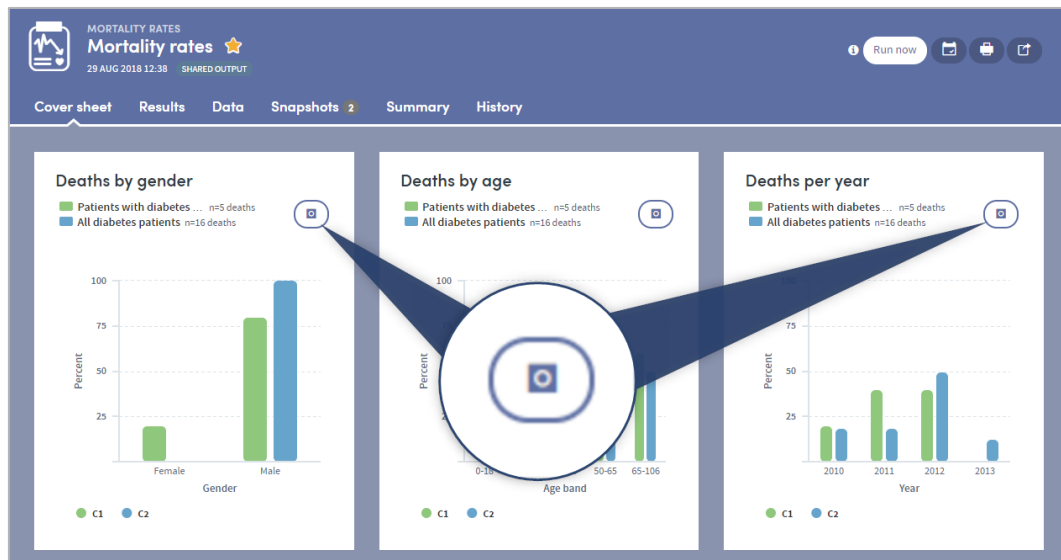 MORTALITY RATES
Mortality rates
29 AUG 2018 12:38 SHARED OUTPUT
Run now
Cover sheet Results Data Snapshots 2 Summary History
Deaths by gender
Patients with diabetes ... n=5 deaths
All diabetes patients n=16 deaths
100
75
50
25
Percent
Female Male
Gender
C1 C2
Deaths by age
Patients with diabetes ... n=5 deaths
All diabetes patients n=16 deaths
100
Percent
50-65 65-106
Age band
C1 C2
Deaths per year
Patients with diabetes ... n=5 deaths
All diabetes patients n=16 deaths
75
50
25
Percent
2010 2011 2012 2013
Year
C1 C2